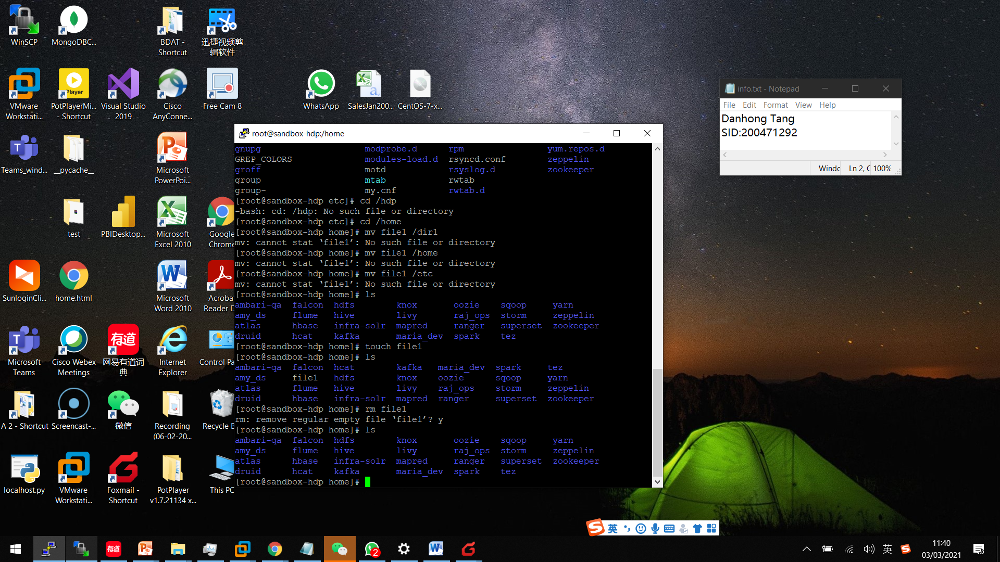 WinSCP
MongoDBC...
BDAT -
Shortcut
迅捷视频剪
辑软件
VMware
Workstati...
PotPlayerMi...
- Shortcut
Visual Studio
2019
Cisco
AnyConne...
Free Cam 8
WhatsApp
SalesJan200...
CentOS-7-x...
Teams_wind...
__pycache__
Microsoft
PowerPoi...
test
PBIDesktop...
Microsoft
Excel 2010
Google
Chrome
SunloginCli...
home.html
Microsoft
Word 2010
Acroba
Reader D
Microsoft
Teams
Cisco Webex
Meetings
有道
网易有道词
典
Internet
Explorer
Control Pa
A 2 - Shortcut
Screencast-...
微信
Recording
(06-02-20...
Recycle B
localhost.py
VMware
Workstati...
Foxmail -
Shortcut
PotPlayer
v1.7.21134 x...
This PC
info.txt - Notepad
File Edit Format View Help
Danhong Tang
SID:200471292
Windc Ln 2, C 100%
root@sandbox-hdp:/home
gnupg modprobe.d rpm yum.repos.d
GREP_COLORS modules-load.d rsyncd.conf zeppelin
groff motd rsyslog.d zookeeper
group mtab rwtab
group- my.cnf rwtab.d
[root@sandbox-hdp etc]# cd /hdp
-bash: cd: /hdp: No such file or directory
[root@sandbox-hdp etc]# cd /home
[root@sandbox-hdp home]# mv file1 /dir1
mv: cannot stat ‘file1’: No such file or directory
[root@sandbox-hdp home]# mv file1 /home
mv: cannot stat ‘file1’: No such file or directory
[root@sandbox-hdp home]# mv file1 /etc
mv: cannot stat ‘file1’: No such file or directory
[root@sandbox-hdp home]# ls
ambari-qa falcon hdfs knox oozie sqoop yarn
amy_ds flume hive livy raj_ops storm zeppelin
atlas hbase infra-solr mapred ranger superset zookeeper
druid hcat kafka maria_dev spark tez
[root@sandbox-hdp home]# touch file1
[root@sandbox-hdp home]# ls
ambari-qa falcon hcat kafka maria_dev spark tez
amy_ds file1 hdfs knox oozie sqoop yarn
atlas flume hive livy raj_ops storm zeppelin
druid hbase infra-solr mapred ranger superset zookeeper
[root@sandbox-hdp home]# rm file1
rm: remove regular empty file ‘file1’? y
[root@sandbox-hdp home]# ls
ambari-qa falcon hdfs knox oozie sqoop yarn
amy_ds flume hive livy raj_ops storm zeppelin
atlas hbase infra-solr mapred ranger superset zookeeper
druid hcat kafka maria_dev spark tez
[root@sandbox-hdp home]#
英
有道
2
英
11:40
03/03/2021